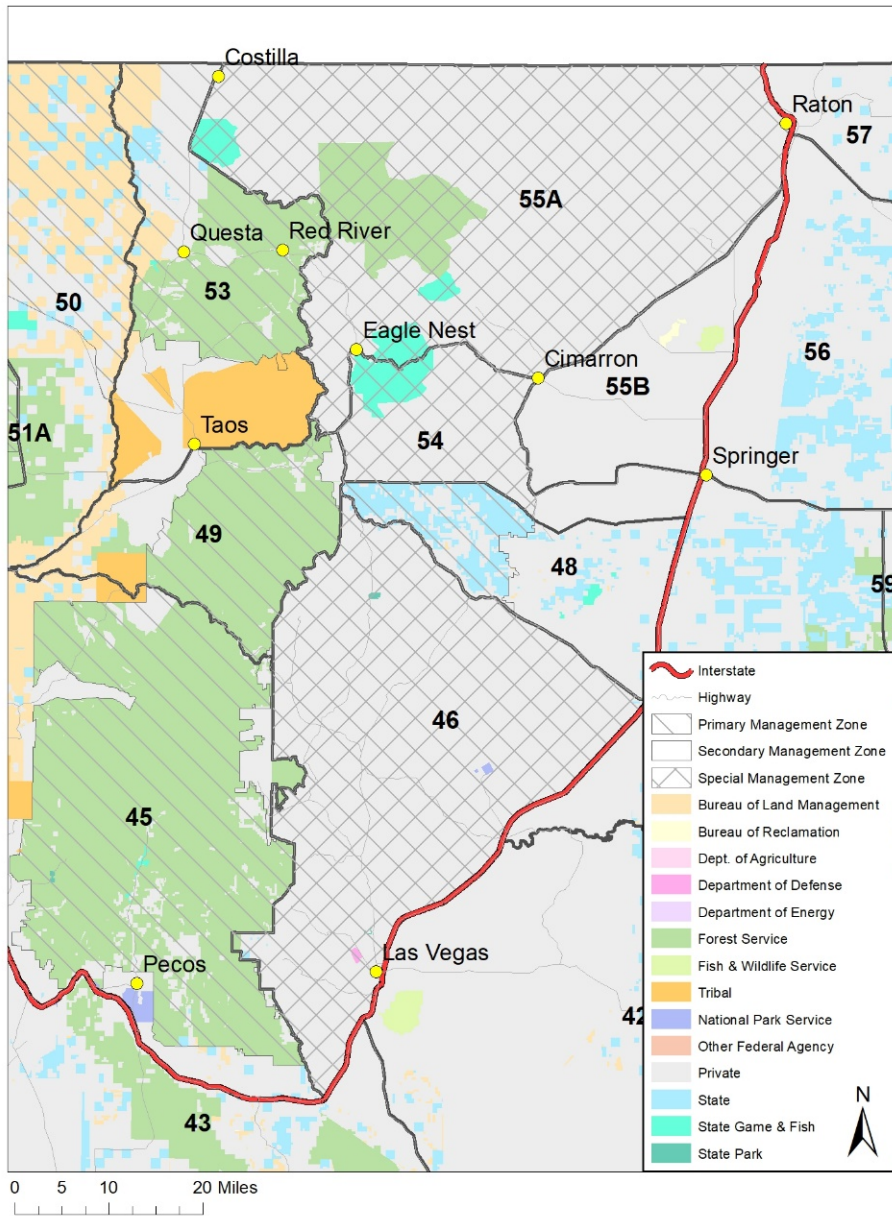 Costilla
Raton
57
55A
Questa
Red River
50
53
Eagle Nest
56
Cimarron
55B
Taos
51A
54
Springer
49
48
59
46
45
Pecos
Las Vegas
42
43
Interstate
Highway
Primary Management Zone
Secondary Management Zone
Special Management Zone
Bureau of Land Management
Bureau of Reclamation
Dept. of Agriculture
Department of Defense
Department of Energy
Forest Service
Fish & Wildlife Service
Tribal
National Park Service
Other Federal Agency
Private
State
State Game & Fish
State Park
N
0 5 10 20 Miles